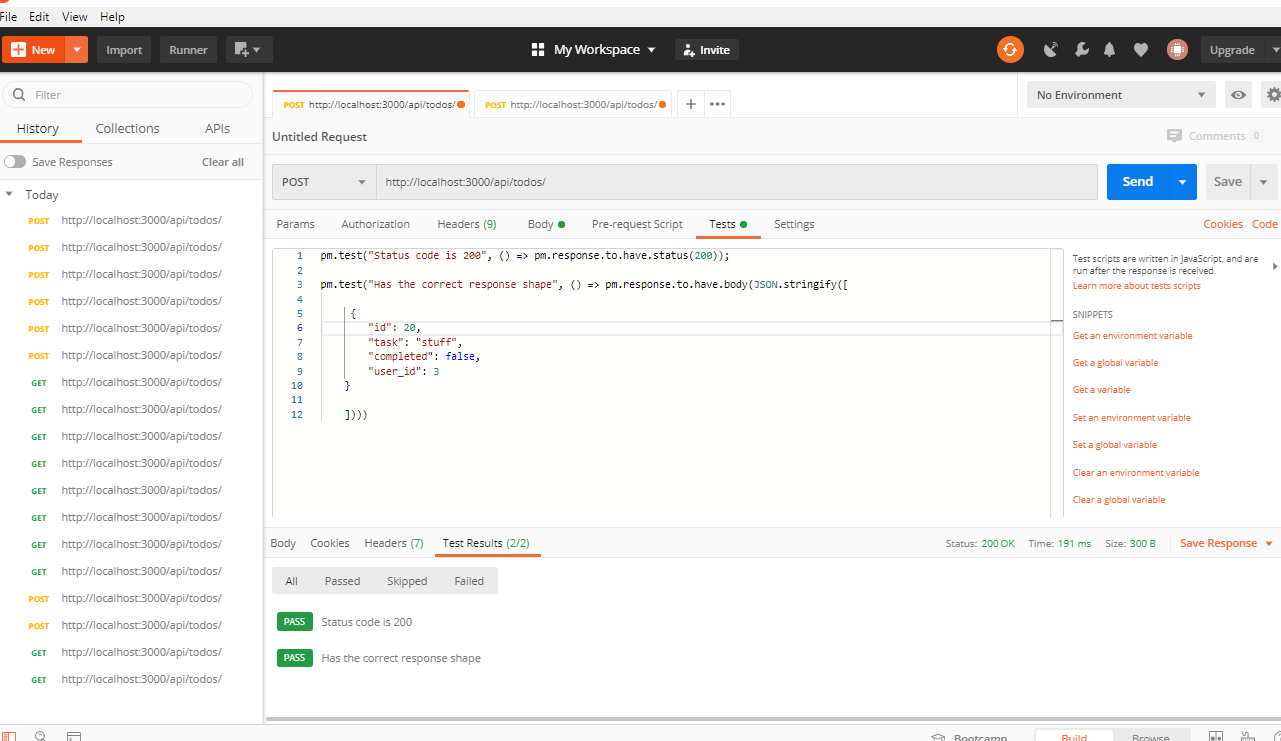 File Edit View Help
New Import Runner My Workspace Invite Upgrade
Filter
History Collections APIs
Save Responses Clear all
Today
POST http://localhost:3000/api/todos/
POST http://localhost:3000/api/todos/
POST http://localhost:3000/api/todos/
POST http://localhost:3000/api/todos/
POST http://localhost:3000/api/todos/
POST http://localhost:3000/api/todos/
GET http://localhost:3000/api/todos/
GET http://localhost:3000/api/todos/
GET http://localhost:3000/api/todos/
GET http://localhost:3000/api/todos/
GET http://localhost:3000/api/todos/
GET http://localhost:3000/api/todos/
GET http://localhost:3000/api/todos/
GET http://localhost:3000/api/todos/
POST http://localhost:3000/api/todos/
POST http://localhost:3000/api/todos/
GET http://localhost:3000/api/todos/
GET http://localhost:3000/api/todos/
POST http://localhost:3000/api/todos/ POST http://localhost:3000/api/todos/ + ••• No Environment
Untitled Request Comments 0
POST http://localhost:3000/api/todos/ Send Save
Params Authorization Headers (9) Body Pre-request Script Tests Settings Cookies Code
1 pm.test("Status code is 200", () => pm.response.to.have.status(200));
2
3 pm.test("Has the correct response shape", () => pm.response.to.have.body(JSON.stringify([
4
5 {
6 "id": 20,
7 "task": "stuff",
8 "completed": false,
9 "user_id": 3
10 }
11
12 ])))
Test scripts are written in JavaScript, and are
run after the response is received.
Learn more about tests scripts
SNIPPETS
Get an environment variable
Get a global variable
Get a variable
Set an environment variable
Set a global variable
Clear an environment variable
Clear a global variable
Body Cookies Headers (7) Test Results (2/2) Status: 200 OK Time: 191 ms Size: 300 B Save Response
All Passed Skipped Failed
PASS Status code is 200
PASS Has the correct response shape
Bootcamp Build Browse